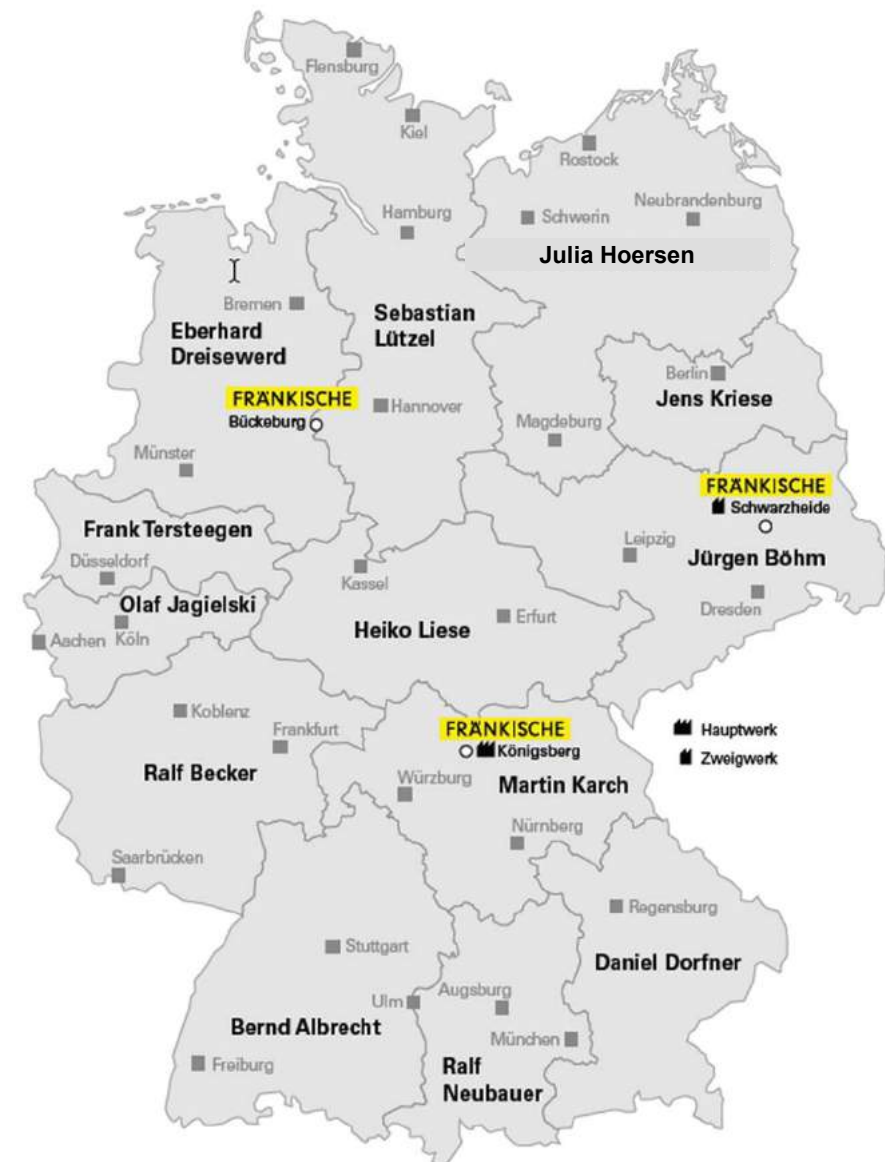 Flensburg
Kiel
Rostock
Hamburg
Schwerin
Neubrandenburg
Julia Hoersen
Bremen
Eberhard
Dreisewerd
Sebastian
Lützel
Berlin
Jens Kriese
FRÄNKISCHE
Bückeburg
Hannover
Magdeburg
Münster
FRÄNKISCHE
Schwarzheide
Frank Tersteegen
Leipzig
Jürgen Böhm
Düsseldorf
Kassel
Dresden
Olaf Jagielski
Erfurt
Heiko Liese
Aachen
Köln
Koblenz
Frankfurt
FRÄNKISCHE
Königsberg
Hauptwerk
Zweigwerk
Ralf Becker
Würzburg
Martin Karch
Nürnberg
Saarbrücken
Regensburg
Stuttgart
Daniel Dorfner
Ulm
Augsburg
Bernd Albrecht
München
Freiburg
Ralf
Neubauer